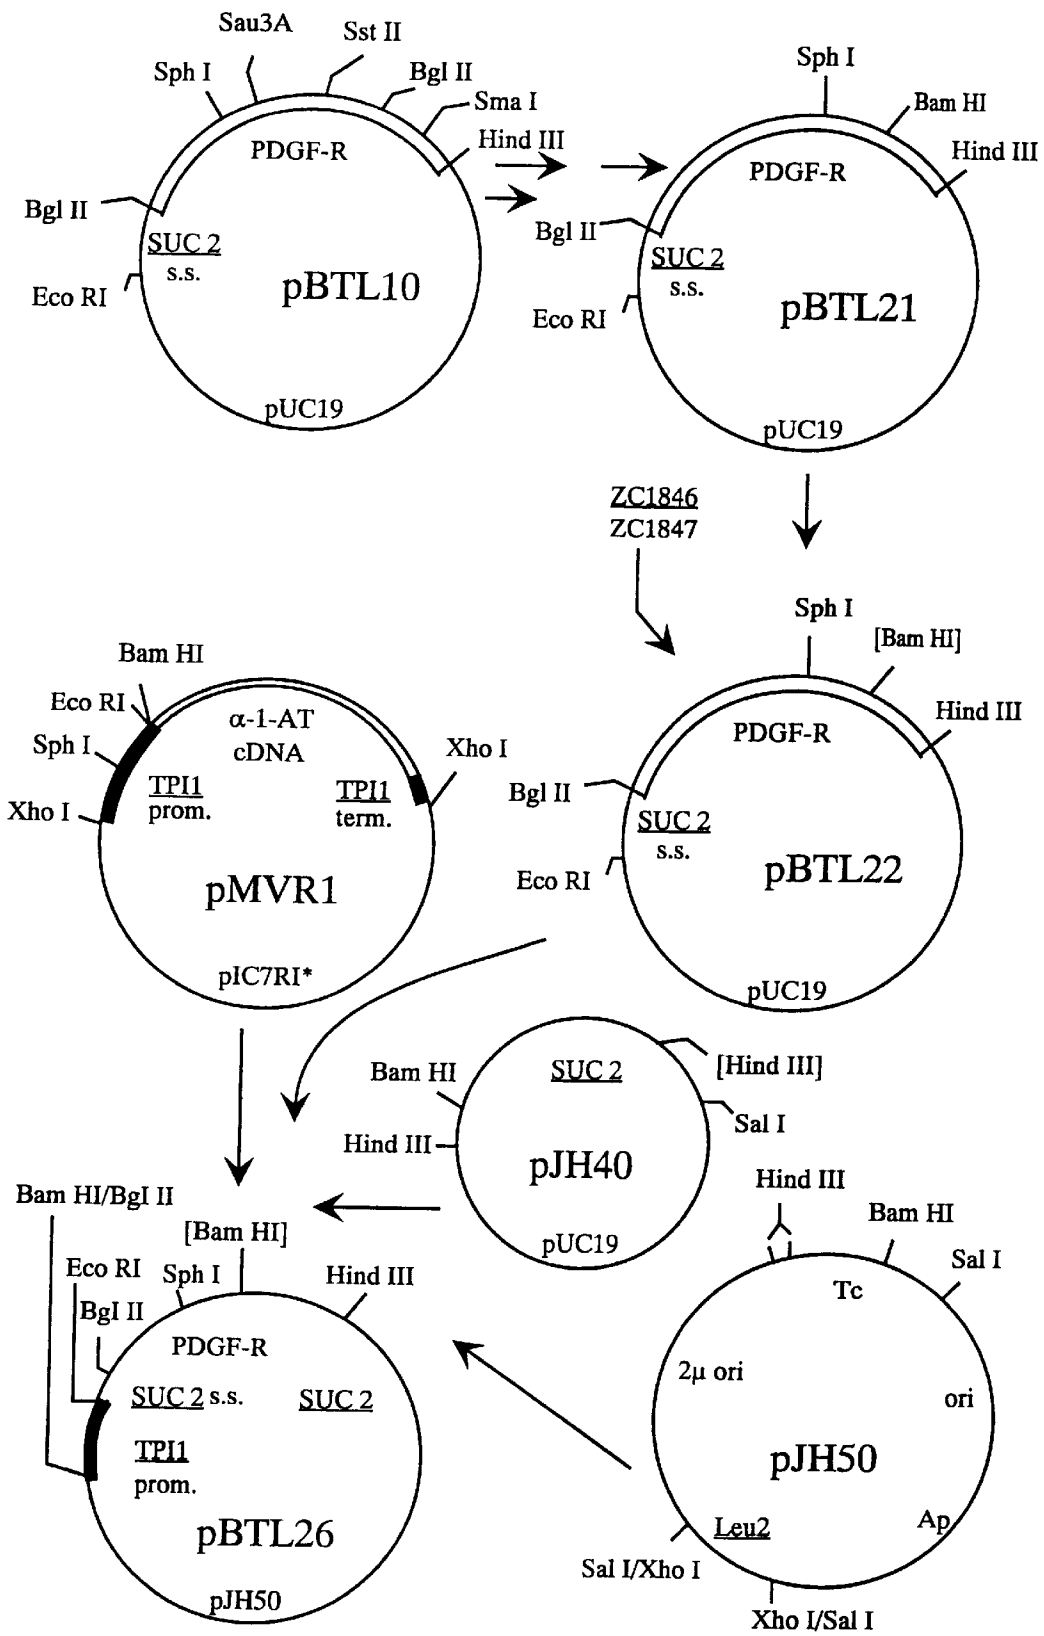 Sau3A
Sst II
Sph I
Bgl II
Sma I
Hind III
PDGF-R
Bgl II
SUC 2
s.s.
Eco RI
pBTL10
pUC19
Sph I
Bam HI
Hind III
PDGF-R
Bgl II
SUC 2
s.s.
Eco RI
pBTL21
pUC19
ZC1846
ZC1847
Sph I
[Bam HI]
Hind III
PDGF-R
Bgl II
SUC 2
s.s.
Eco RI
pBTL22
pUC19
Bam HI
Eco RI
Sph I
Xho I
α-1-AT
cDNA
Xho I
TPI1
prom.
TPI1
term.
pMVR1
pIC7RI*
SUC 2
[Hind III]
Bam HI
Sal I
Hind III
pJH40
pUC19
Bam HI/BgI II
[Bam HI]
Eco RI
Sph I
Hind III
BgI II
PDGF-R
SUC 2 s.s.
SUC 2
TPI1
prom.
pBTL26
pJH50
Hind III
Bam HI
Sal I
Tc
2μ ori
ori
pJH50
Leu2
Ap
Sal I/Xho I
Xho I/Sal I